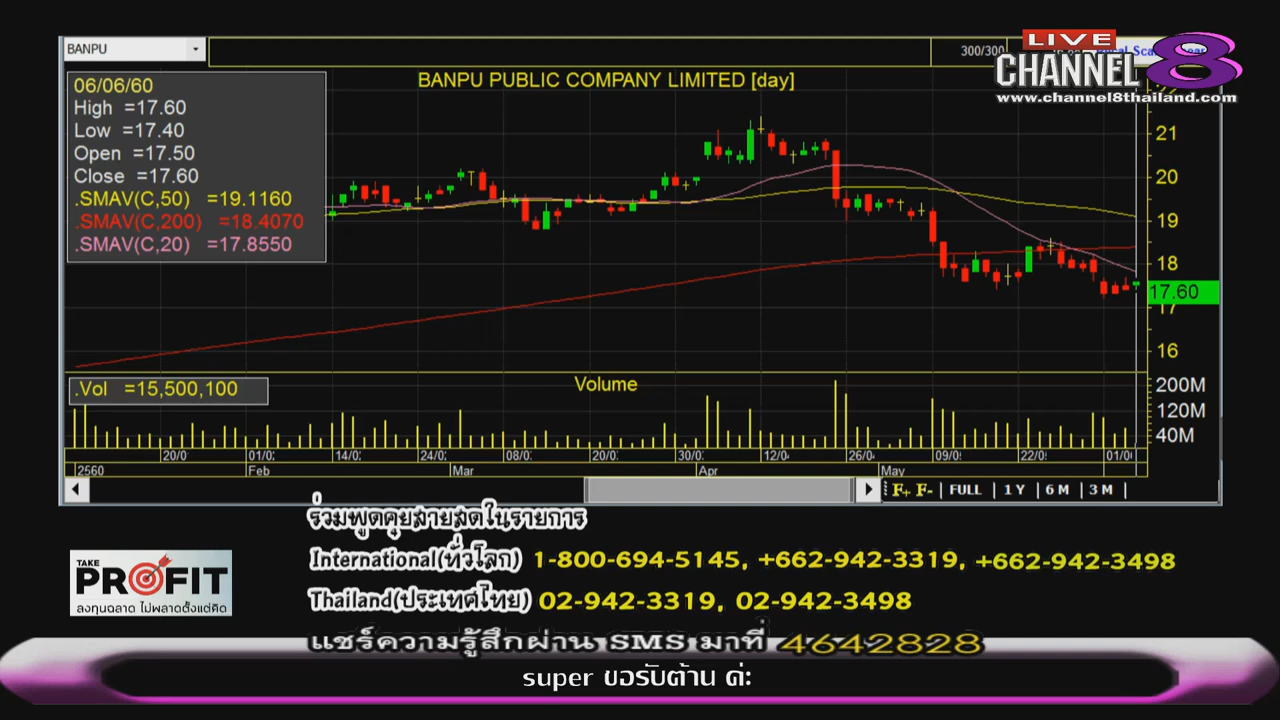 BANPU
300/300
LIVE
CHANNEL 8
www.channel8thailand.com
BANPU PUBLIC COMPANY LIMITED [day]
06/06/60
High =17.60
Low =17.40
Open =17.50
Close =17.60
.SMAV(C,50) =19.1160
.SMAV(C,200) =18.4070
.SMAV(C,20) =17.8550
21
20
19
18
17.60
17
16
.Vol =15,500,100
Volume
200M
120M
40M
20/0 01/0 14/0 24/0 08/0 20/0 30/0 12/0 26/0 09/0 22/0 01/0
2560 Feb Mar Apr May
F+ F- FULL 1 Y 6 M 3 M
ร่วมพูดคุยสายสดในรายการ
International(ทั่วโลก) 1-800-694-5145, +662-942-3319, +662-942-3498
TAKE
PROFIT
ลงทุนฉลาด ไม่พลาดตั้งแต่คิด
Thailand(ประเทศไทย) 02-942-3319, 02-942-3498
แชร์ความรู้สึกผ่าน SMS มาที่ 4642828
super ขอรับต้าน ค่ะ